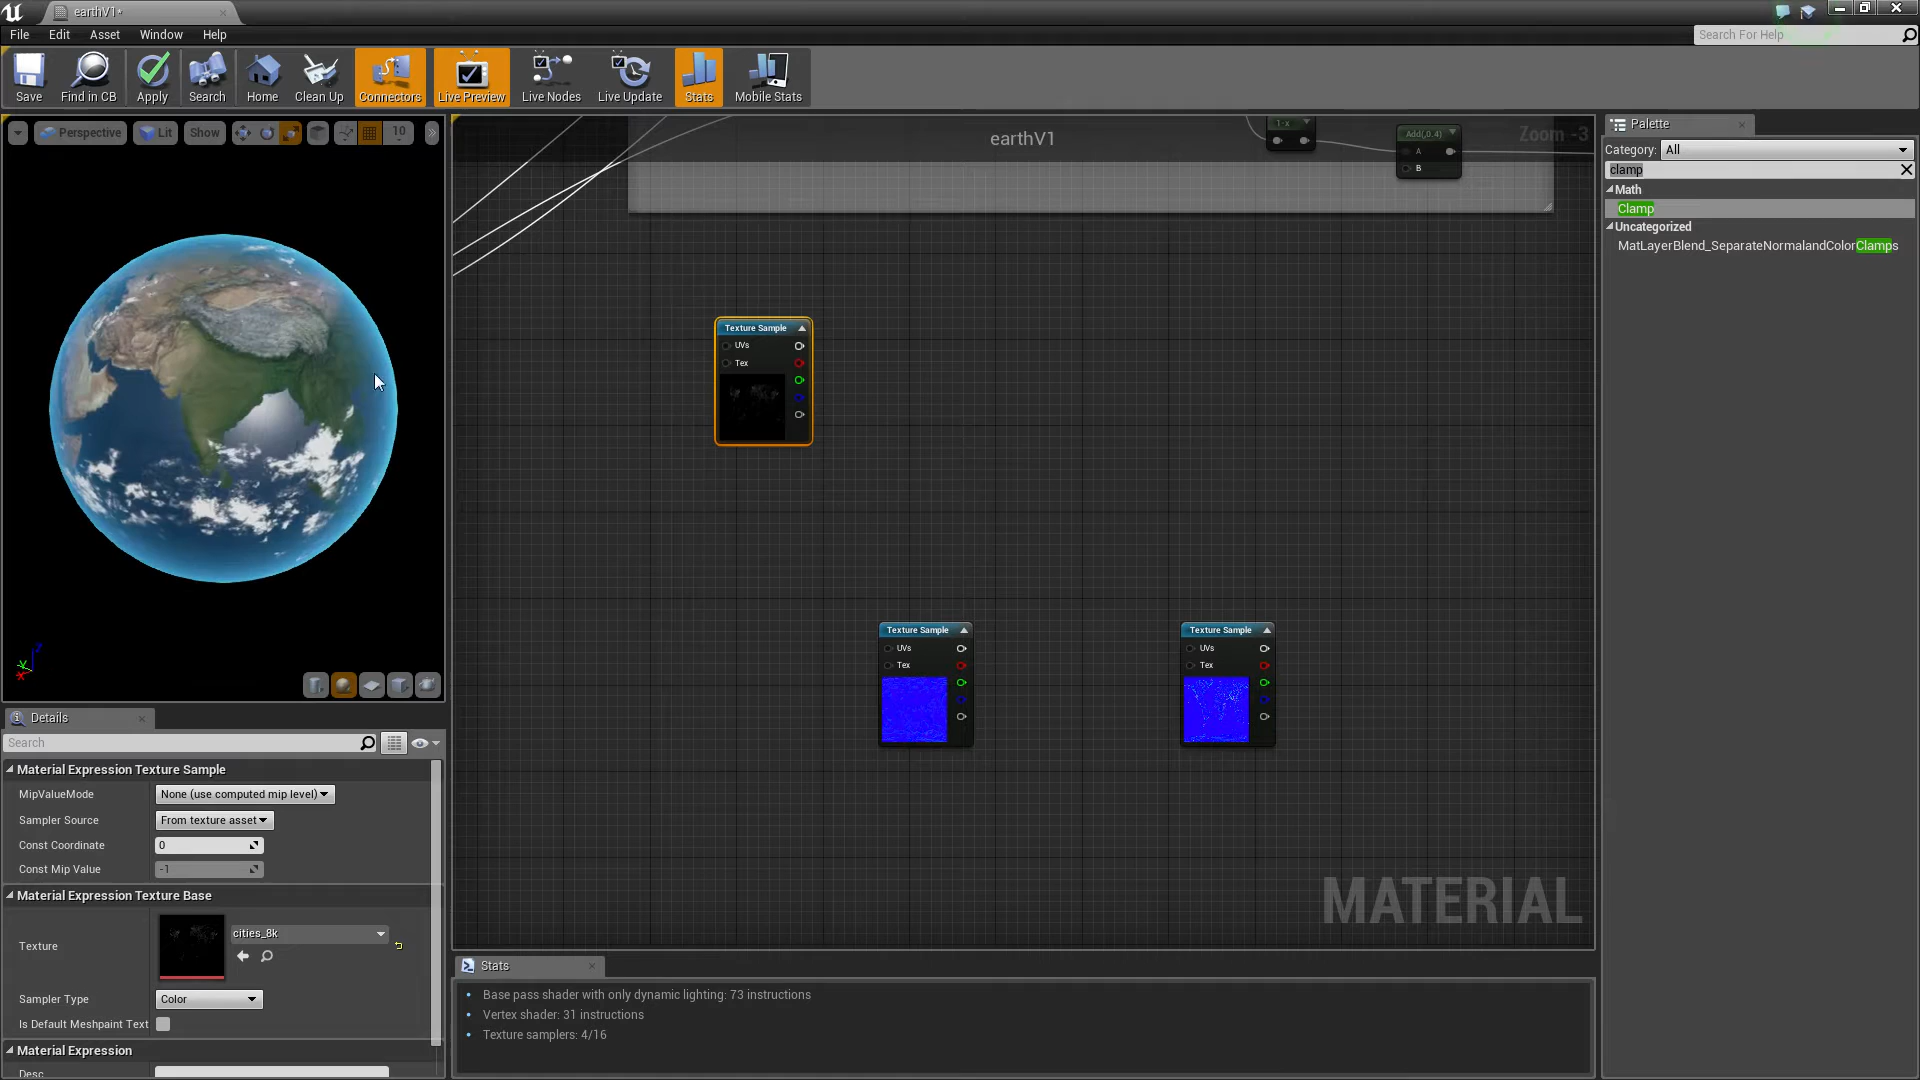 earthV1*
File Edit Asset Window Help
Search For Help
Save Find in CB Apply Search Home Clean Up Connectors Live Preview Live Nodes Live Update Stats Mobile Stats
Perspective Lit Show 10
earthV1
Zoom -3
1-x
Add(,0.4)
A
B
Texture Sample
UVs
Tex
Texture Sample
UVs
Tex
Texture Sample
UVs
Tex
MATERIAL
Palette
Category: All
clamp
Math
Clamp
Uncategorized
MatLayerBlend_SeparateNormalandColorClamps
Details
Search
Material Expression Texture Sample
MipValueMode None (use computed mip level)
Sampler Source From texture asset
Const Coordinate 0
Const Mip Value -1
Material Expression Texture Base
Texture cities_8k
Sampler Type Color
Is Default Meshpaint Text
Material Expression
Desc
Stats
Base pass shader with only dynamic lighting: 73 instructions
Vertex shader: 31 instructions
Texture samplers: 4/16